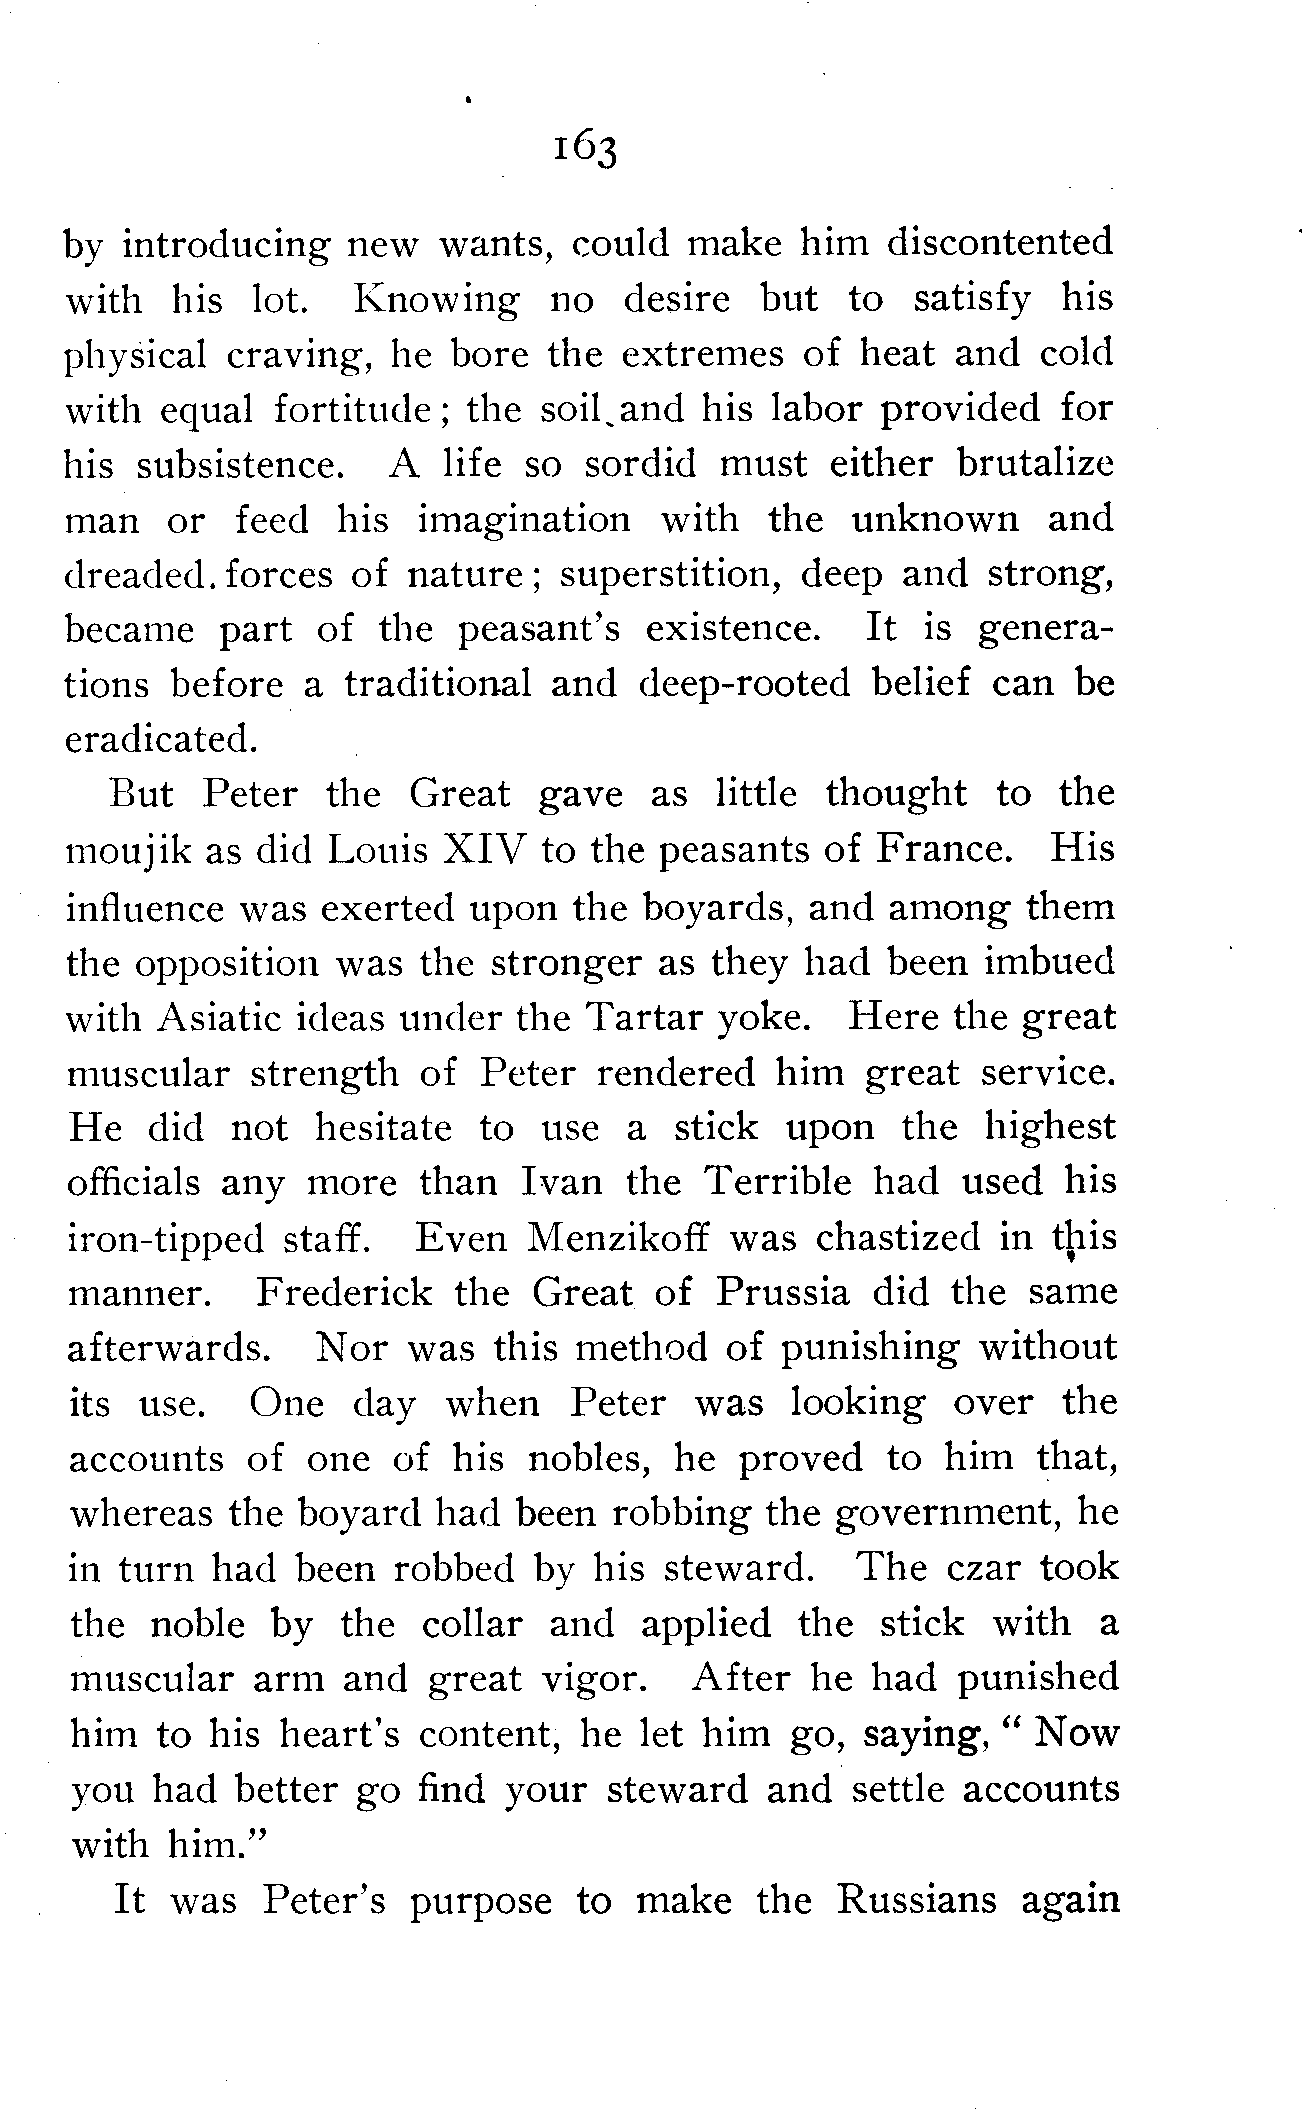 163
by introducing new wants, could make him discontented
with his lot. Knowing no desire but to satisfy his
physical craving, he bore the extremes of heat and cold
with equal fortitude; the soil and his labor provided for
his subsistence. A life so sordid must either brutalize
man or feed his imagination with the unknown and
dreaded. forces of nature; superstition, deep and strong,
became part of the peasant's existence. It is genera-
tions before a traditional and deep-rooted belief can be
eradicated.
But Peter the Great gave as little thought to the
moujik as did Louis XIV to the peasants of France. His
influence was exerted upon the boyards, and among them
the opposition was the stronger as they had been imbued
with Asiatic ideas under the Tartar yoke. Here the great
muscular strength of Peter rendered him great service.
He did not hesitate to use a stick upon the highest
officials any more than Ivan the Terrible had used his
iron-tipped staff. Even Menzikoff was chastized in this
manner. Frederick the Great of Prussia did the same
afterwards. Nor was this method of punishing without
its use. One day when Peter was looking over the
accounts of one of his nobles, he proved to him that,
whereas the boyard had been robbing the government, he
in turn had been robbed by his steward. The czar took
the noble by the collar and applied the stick with a
muscular arm and great vigor. After he had punished
him to his heart's content, he let him go, saying, "Now
you had better go find your steward and settle accounts
with him."
It was Peter's purpose to make the Russians again